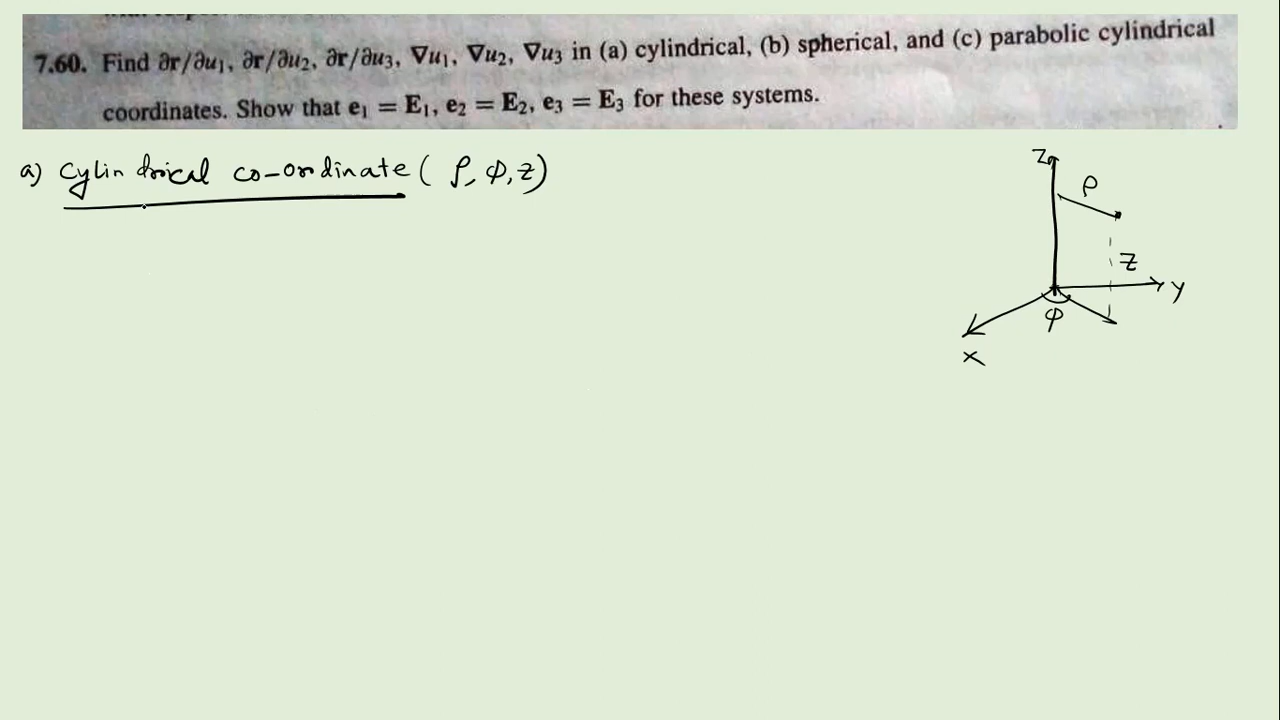 7.60. Find ∂r/∂u₁, ∂r/∂u₂, ∂r/∂u₃, ∇u₁, ∇u₂, ∇u₃ in (a) cylindrical, (b) spherical, and (c) parabolic cylindrical
coordinates. Show that e₁ = E₁, e₂ = E₂, e₃ = E₃ for these systems.
a) Cylindrical co-ordinate (ρ, φ, z)
z
ρ
z
y
φ
x